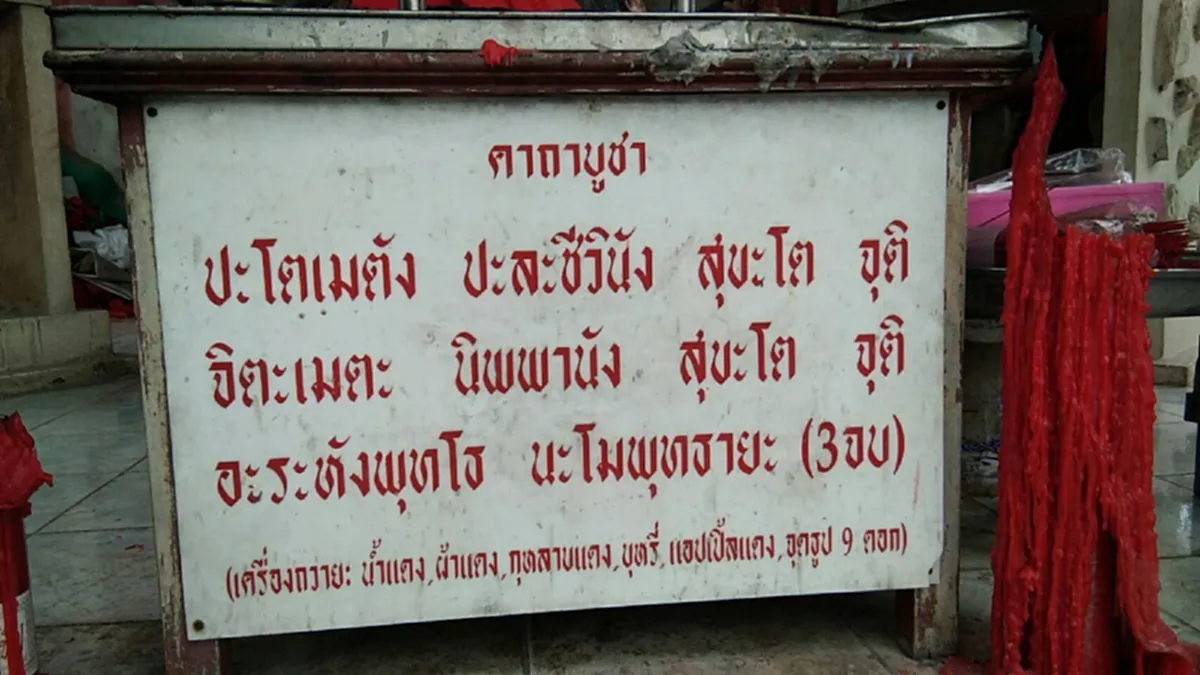 คาถาบูชา
ปะโตเมตัง ปะละชีวินัง สุขะโต จุติ
จิตะเมตะ นิพพานัง สุขะโต จุติ
อะระหังพุทโธ นะโมพุทธายะ (3จบ)
(เครื่องถวายะ น้ำแดง,ผ้าแดง,กุหลาบแดง,บุหรี่,แอปเปิ้ลแดง,จุดรูป 9 ดอก)